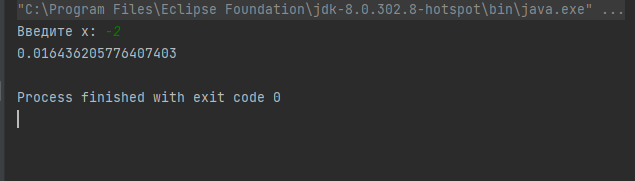 "C:\Program Files\Eclipse Foundation\jdk-8.0.302.8-hotspot\bin\java.exe" ...
Введите x: -2
0.016436205776407403
Process finished with exit code 0